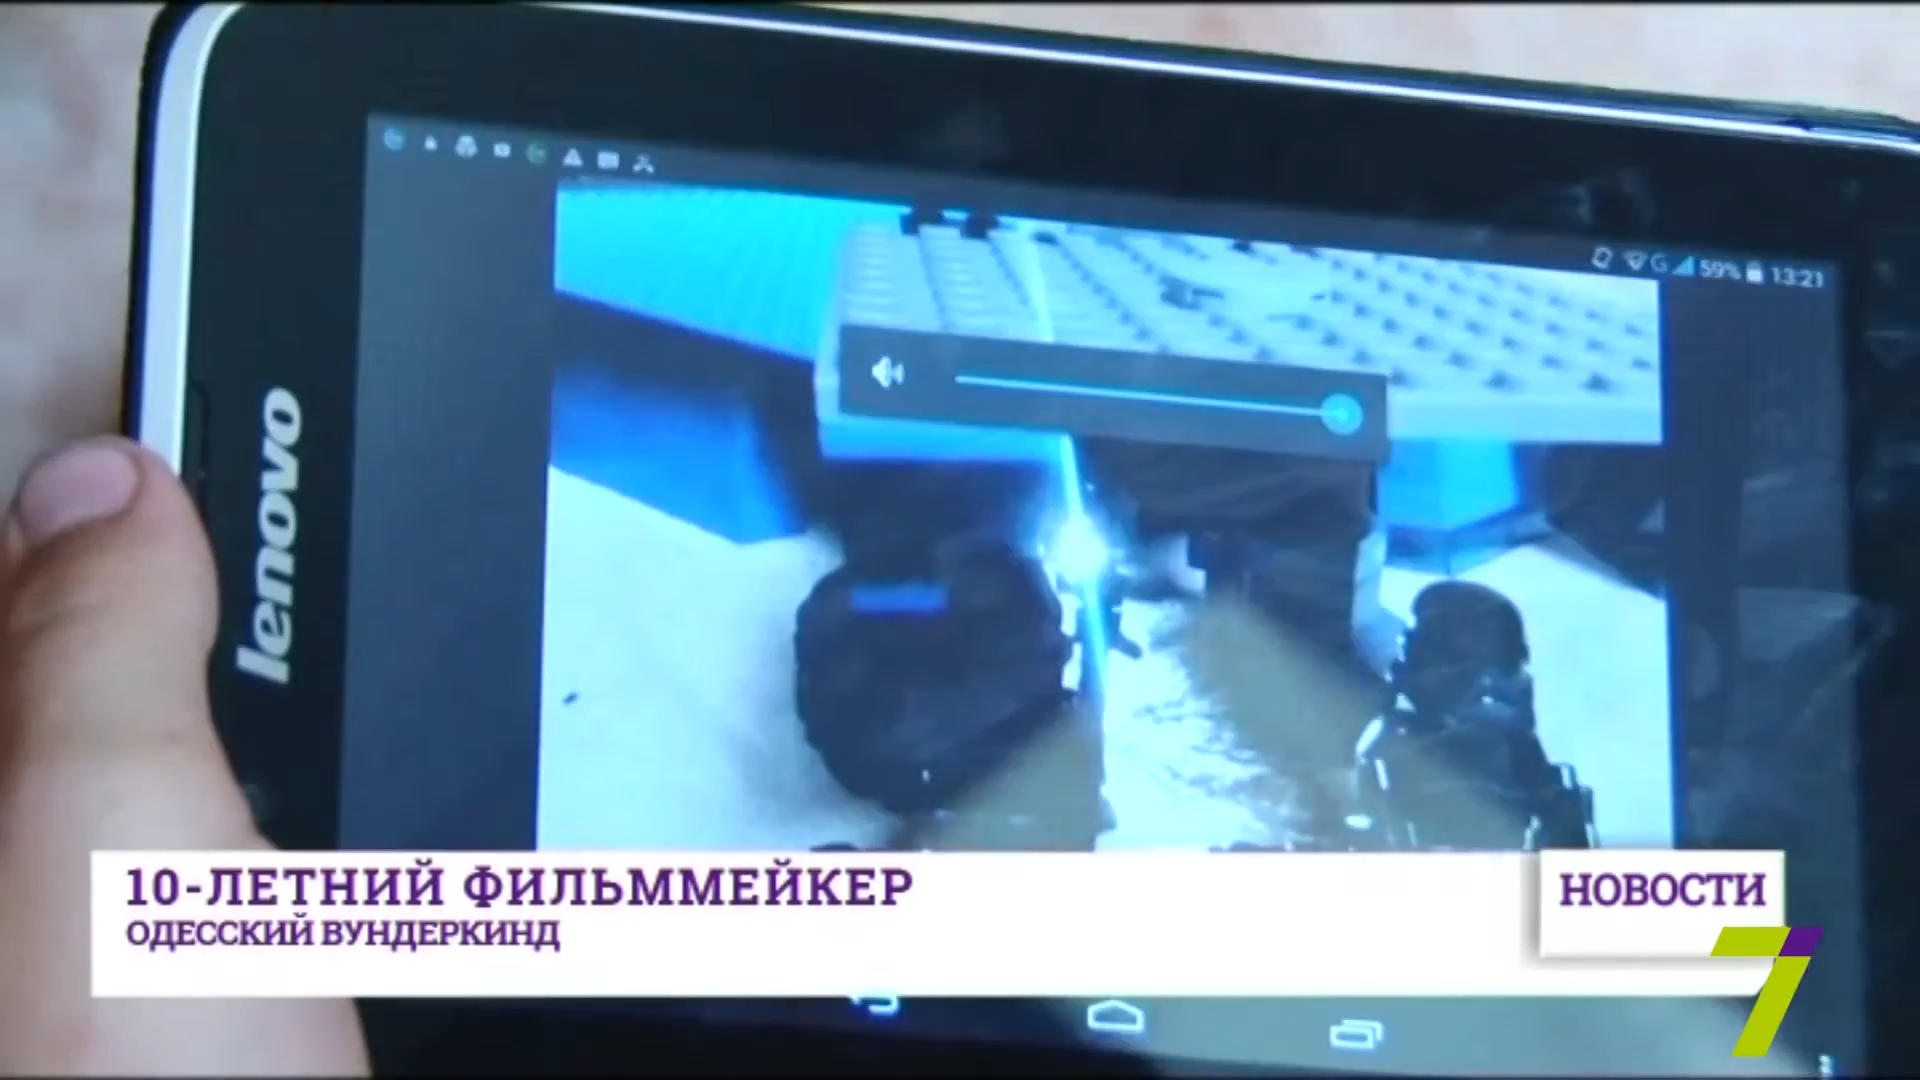 G 59% 13:21
lenovo
10-ЛЕТНИЙ ФИЛЬММЕЙКЕР
ОДЕССКИЙ ВУНДЕРКИНД
НОВОСТИ
7